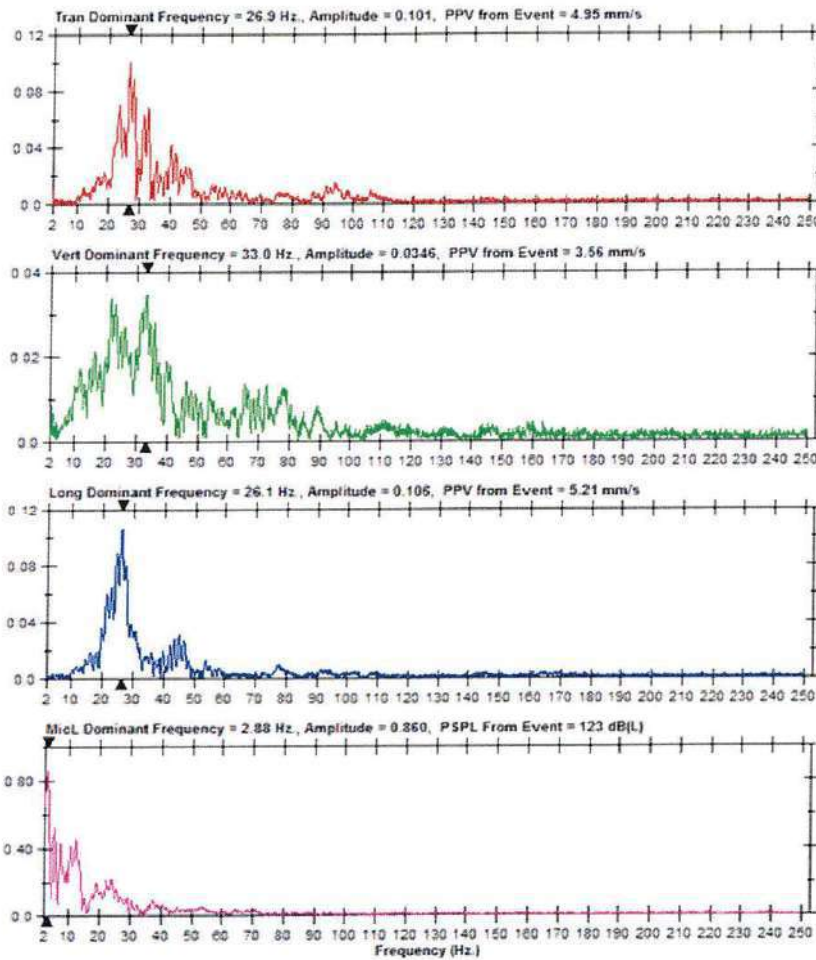 Tran Dominant Frequency = 26.9 Hz., Amplitude = 0.101, PPV from Event = 4.95 mm/s
0.12
0.08
0.04
0.0
2 10 20 30 40 50 60 70 80 90 100 110 120 130 140 150 160 170 180 190 200 210 220 230 240 250
Vert Dominant Frequency = 33.0 Hz., Amplitude = 0.0346, PPV from Event = 3.56 mm/s
0.04
0.02
0.0
2 10 20 30 40 50 60 70 80 90 100 110 120 130 140 150 160 170 180 190 200 210 220 230 240 250
Long Dominant Frequency = 26.1 Hz., Amplitude = 0.106, PPV from Event = 5.21 mm/s
0.12
0.08
0.04
0.0
2 10 20 30 40 50 60 70 80 90 100 110 120 130 140 150 160 170 180 190 200 210 220 230 240 250
MicL Dominant Frequency = 2.88 Hz., Amplitude = 0.860, PSPL From Event = 123 dB(L)
0.80
0.40
0.0
2 10 20 30 40 50 60 70 80 90 100 110 120 130 140 150 160 170 180 190 200 210 220 230 240 250
Frequency (Hz.)